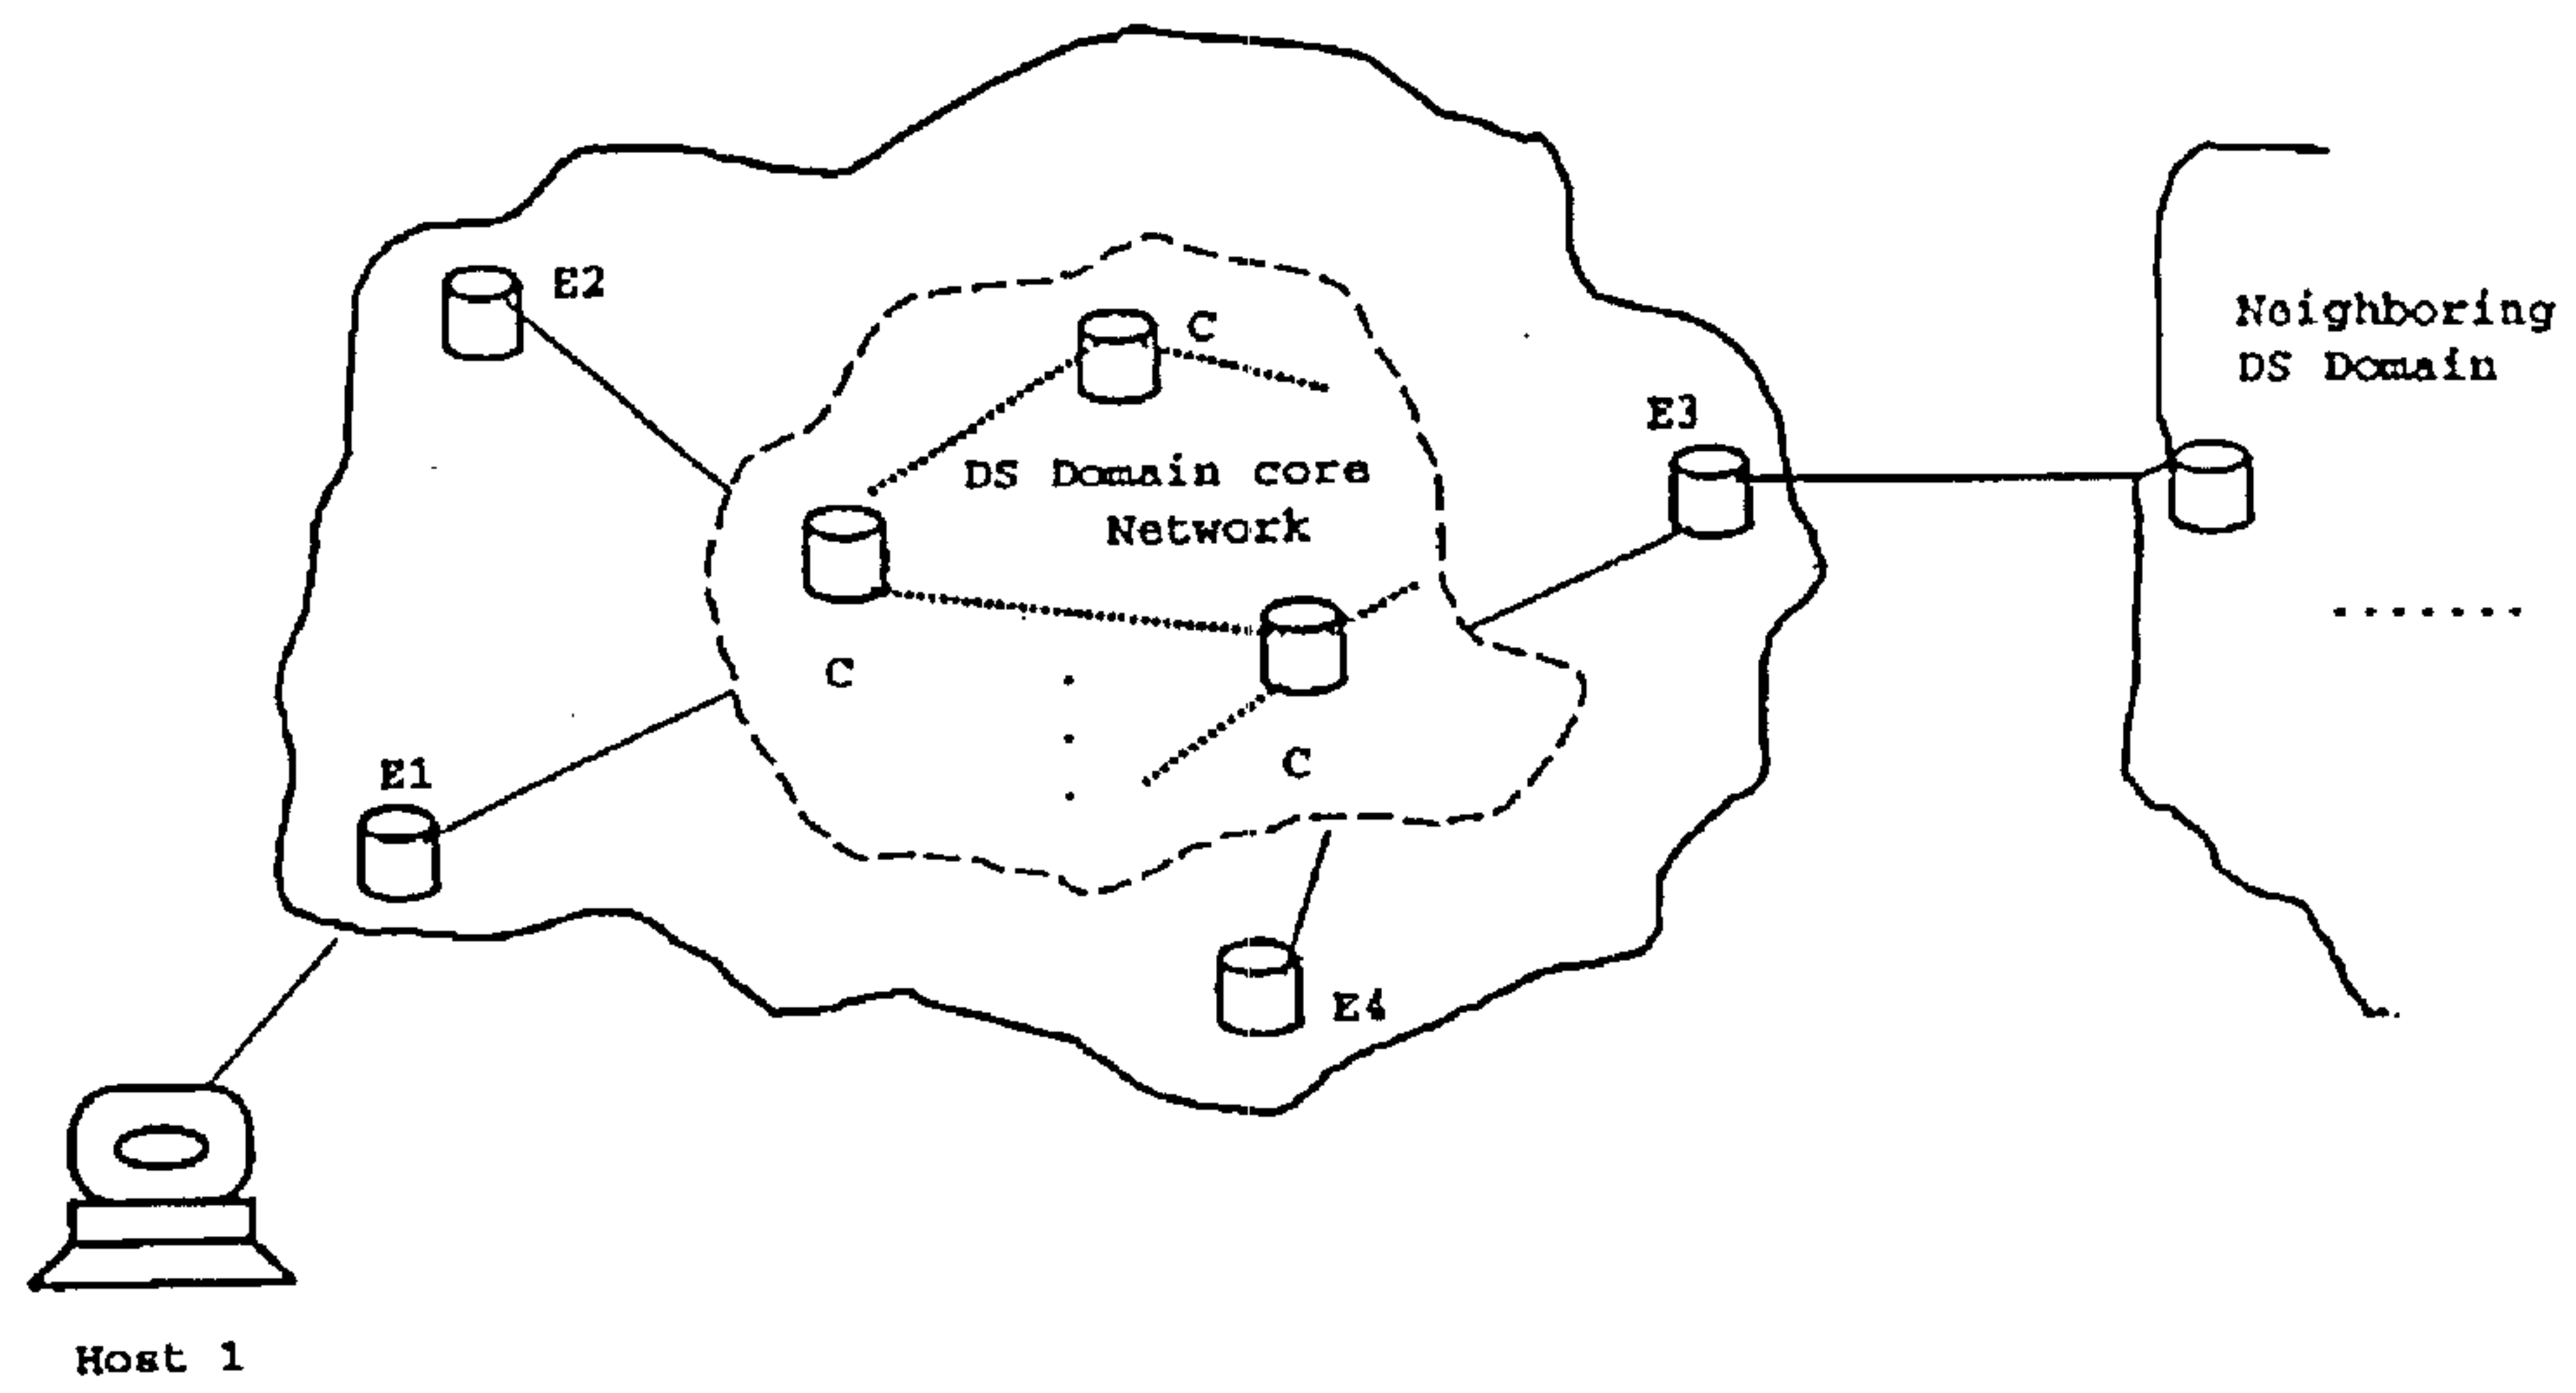 E2
C
Neighboring
DS Domain
E3
DS Domain core
Network
C
E1
C
E4
Host 1